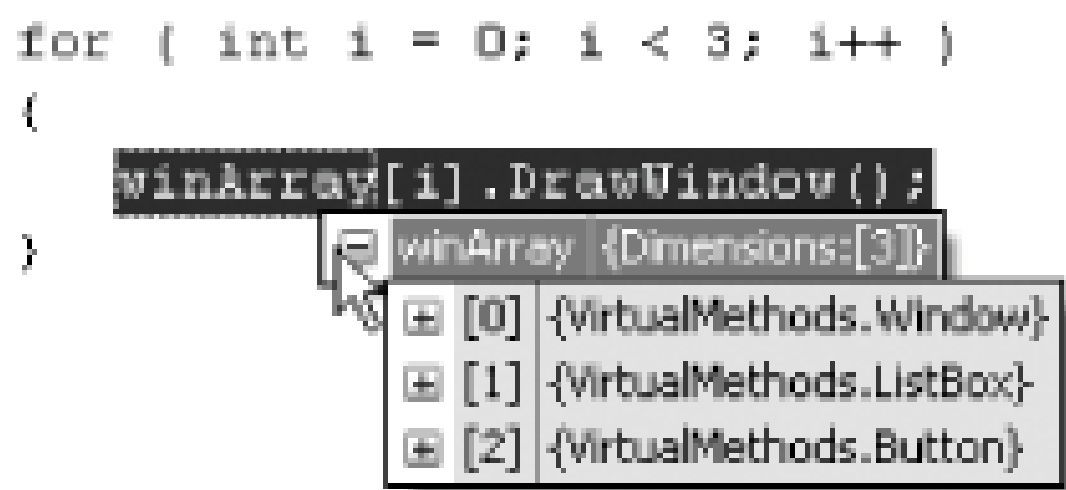 for ( int i = 0; i < 3; i++ )
{
winArray[i].DrawWindow();
}
winArray {Dimensions:[3]}
[0] {VirtualMethods.Window}
[1] {VirtualMethods.ListBox}
[2] {VirtualMethods.Button}